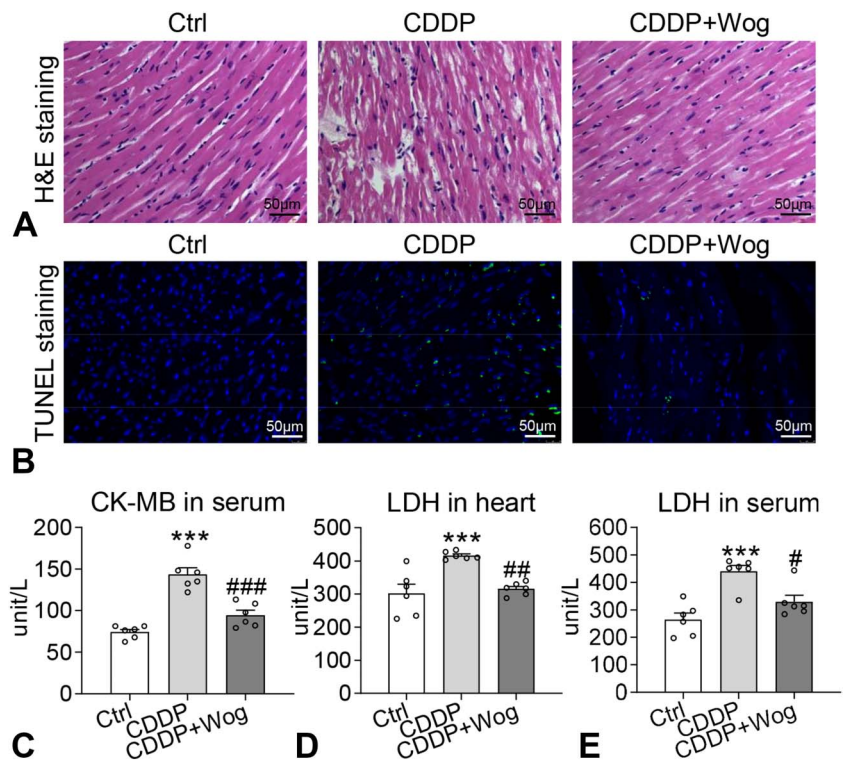 Ctrl CDDP CDDP+Wog
H&E staining
50μm 50μm 50μm
A
Ctrl CDDP CDDP+Wog
TUNEL staining
50μm 50μm 50μm
B
CK-MB in serum
unit/L
200
150
100
50
0
***
###
Ctrl
CDDP
CDDP+Wog
C
LDH in heart
unit/L
500
400
300
200
100
0
***
##
Ctrl
CDDP
CDDP+Wog
D
LDH in serum
unit/L
600
500
400
300
200
100
0
***
#
Ctrl
CDDP
CDDP+Wog
E